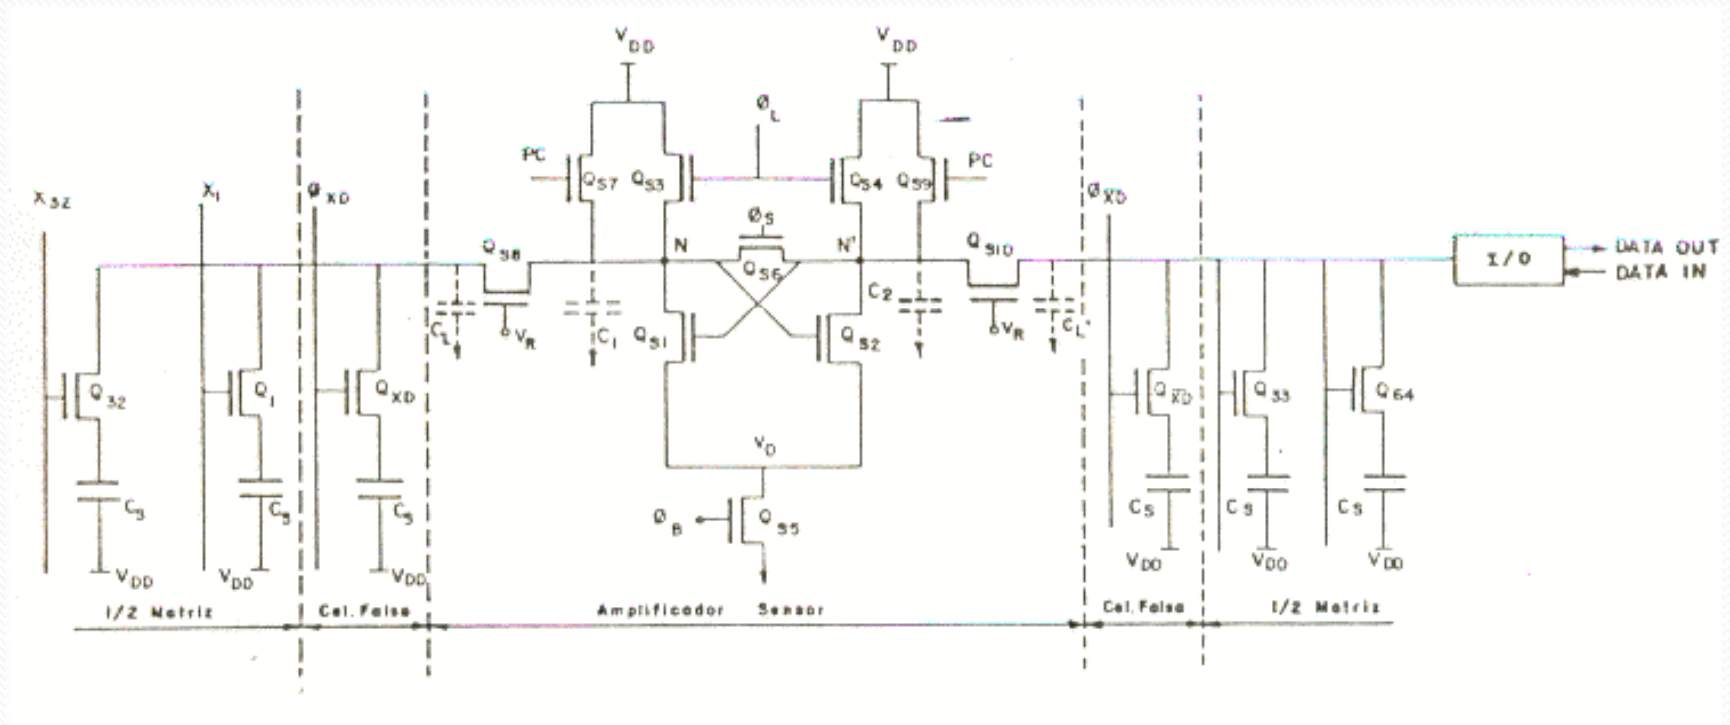 V DD
V DD
Ø L
PC
Q S7
Q S3
Q S4
Q S9
PC
X 32
X 1
Ø XD
Ø X̅D̅
Q S8
Ø S
N
N'
Q S6
Q S10
I/O
DATA OUT
DATA IN
C L
V R
C 1
Q S1
C 2
Q S2
V R
C L'
Q 32
Q 1
Q XD
Q X̅D̅
Q 33
Q 64
V D
C S
C S
C S
Ø B
Q S5
C S
C S
C S
V DD
V DD
V DD
V DD
V DD
V DD
1/2 Matriz
Cel. Falsa
Amplificador Sensor
Cel. Falsa
1/2 Matriz